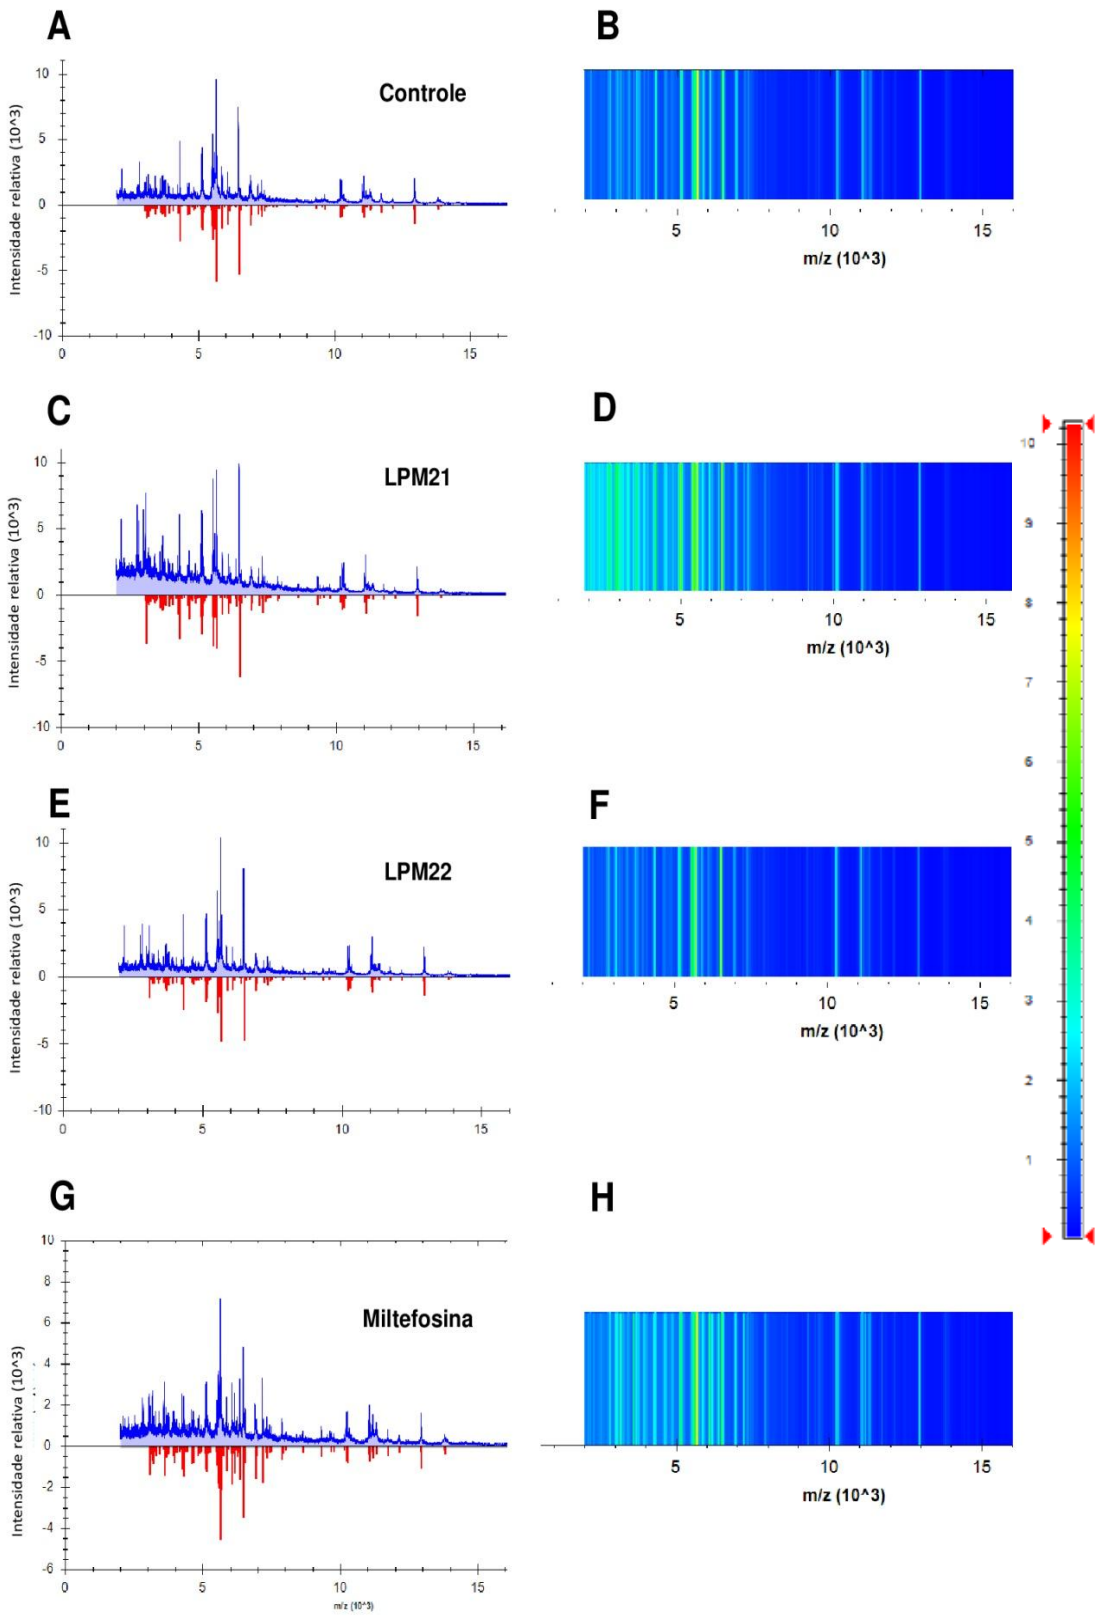 A
B
Intensidade relativa (10^3)
10
5
0
-5
-10
Controle
0
5
10
15
5
10
15
m/z (10^3)
C
D
Intensidade relativa (10^3)
10
5
0
-5
-10
LPM21
0
5
10
15
5
10
15
m/z (10^3)
10
9
8
7
6
5
4
3
2
1
E
F
Intensidade relativa (10^3)
10
5
0
-5
-10
LPM22
0
5
10
15
5
10
15
m/z (10^3)
G
H
Intensidade relativa (10^3)
10
8
6
4
2
0
-2
-4
-6
Miltefosina
0
5
10
15
m/z (10^3)
5
10
15
m/z (10^3)